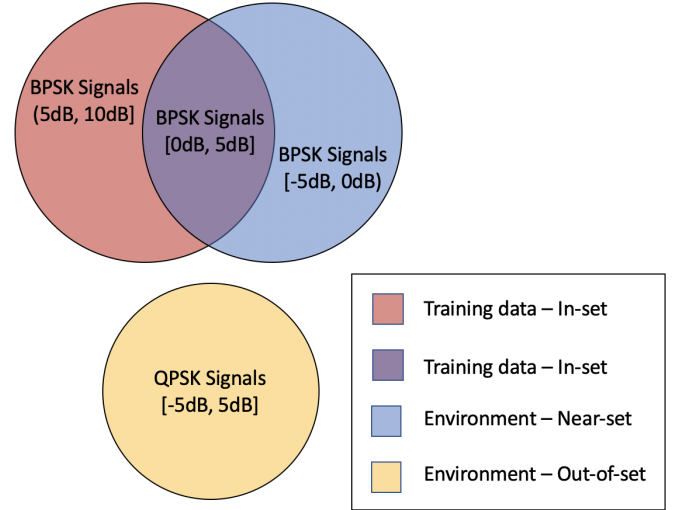 BPSK Signals
(5dB, 10dB]
BPSK Signals
[0dB, 5dB]
BPSK Signals
[-5dB, 0dB)
QPSK Signals
[-5dB, 5dB]
Training data – In-set
Training data – In-set
Environment – Near-set
Environment – Out-of-set